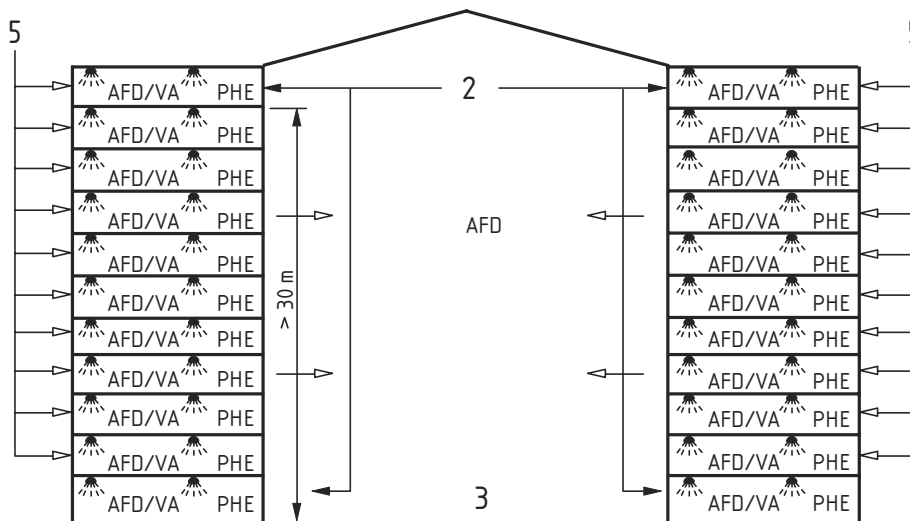 5
AFD/VA PHE 2 AFD/VA PHE
AFD/VA PHE AFD/VA PHE
AFD/VA PHE AFD/VA PHE
AFD/VA PHE AFD AFD/VA PHE
AFD/VA PHE AFD/VA PHE
AFD/VA PHE AFD/VA PHE
> 30 m
AFD/VA PHE AFD/VA PHE
AFD/VA PHE AFD/VA PHE
AFD/VA PHE AFD/VA PHE
AFD/VA PHE AFD/VA PHE
AFD/VA PHE 3 AFD/VA PHE